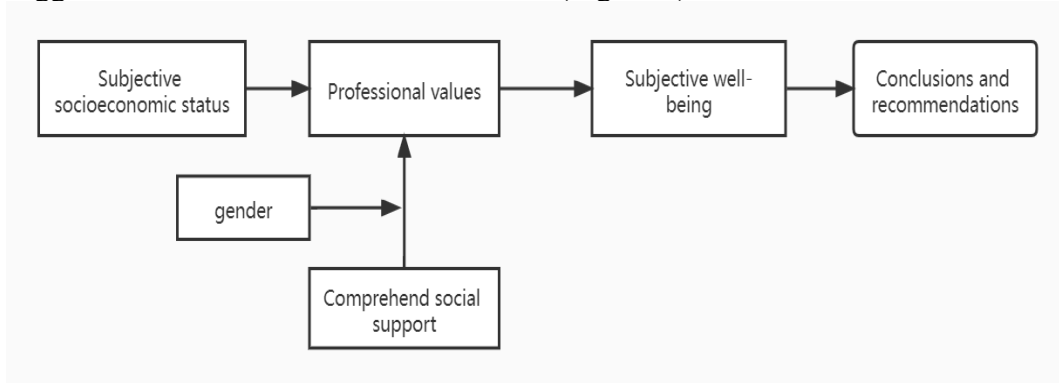 Subjective
socioeconomic status
Professional values
Subjective well-
being
Conclusions and
recommendations
gender
Comprehend social
support